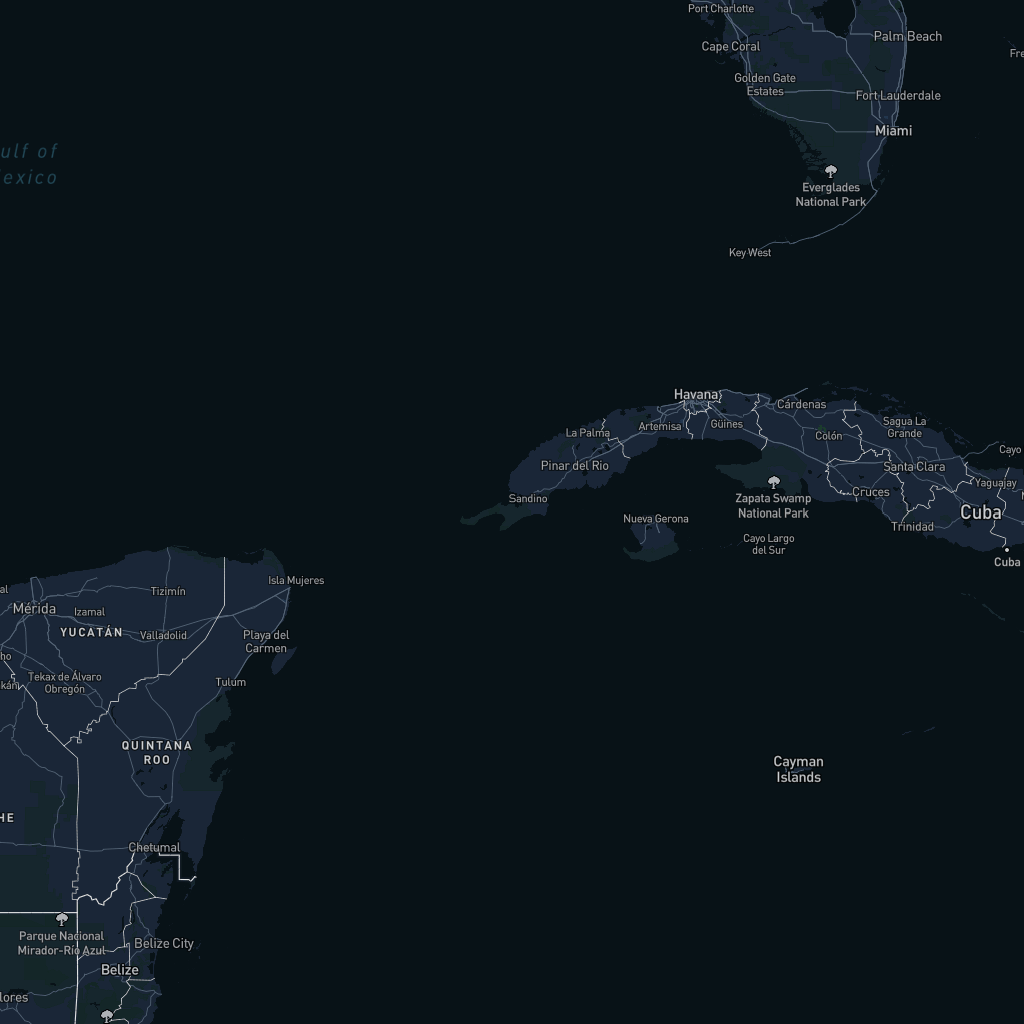 Port Charlotte
Palm Beach
Cape Coral
Golden Gate
Estates
Fort Lauderdale
Miami
ulf of
exico
Everglades
National Park
Key West
Havana
Cárdenas
Artemisa
Güines
Sagua La
Grande
La Palma
Colón
Cayo
Pinar del Rio
Santa Clara
Yaguajay
Cruces
Sandino
Zapata Swamp
National Park
Cuba
Nueva Gerona
Trinidad
Cayo Largo
del Sur
Cuba
Isla Mujeres
Tizimín
Mérida
Izamal
YUCATÁN
Valladolid
Playa del
Carmen
Tekax de Álvaro
Obregón
Tulum
QUINTANA
ROO
Cayman
Islands
HE
Chetumal
Parque Nacional
Mirador-Río Azul
Belize City
Belize
lores